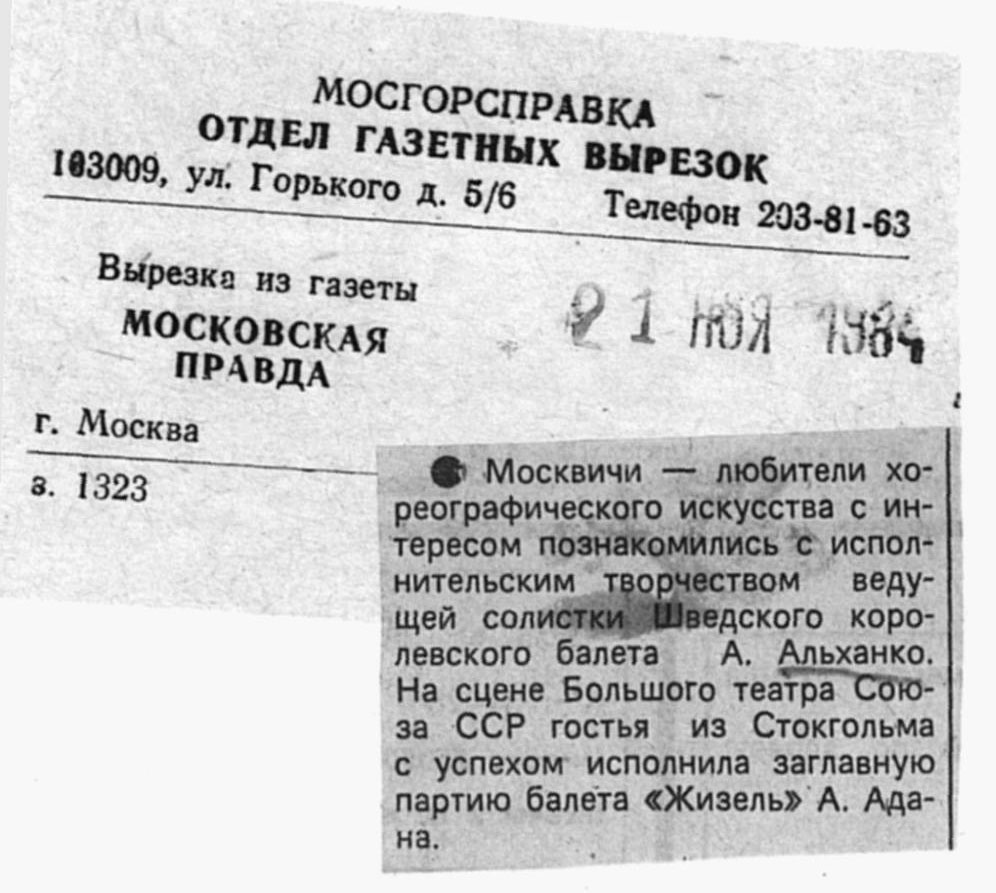 МОСГОРСПРАВКА
ОТДЕЛ ГАЗЕТНЫХ ВЫРЕЗОК
103009, ул. Горького д. 5/6 Телефон 203-81-63
Вырезка из газеты
МОСКОВСКАЯ
ПРАВДА
21 НОЯ 1984
г. Москва
з. 1323
Москвичи — любители хо-
реографического искусства с ин-
тересом познакомились с испол-
нительским творчеством веду-
щей солистки Шведского коро-
левского балета А. Альханко.
На сцене Большого театра Сою-
за ССР гостья из Стокгольма
с успехом исполнила заглавную
партию балета «Жизель» А. Ада-
на.